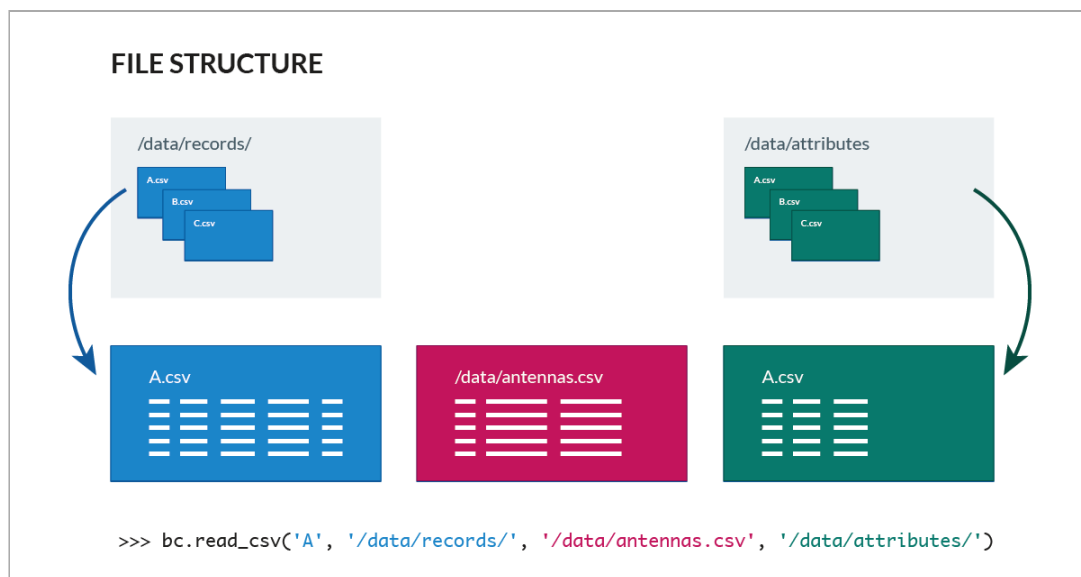 FILE STRUCTURE
/data/records/
A.csv
B.csv
C.csv
/data/attributes
A.csv
B.csv
C.csv
A.csv
/data/antennas.csv
A.csv
>>> bc.read_csv('A', '/data/records/', '/data/antennas.csv', '/data/attributes/')